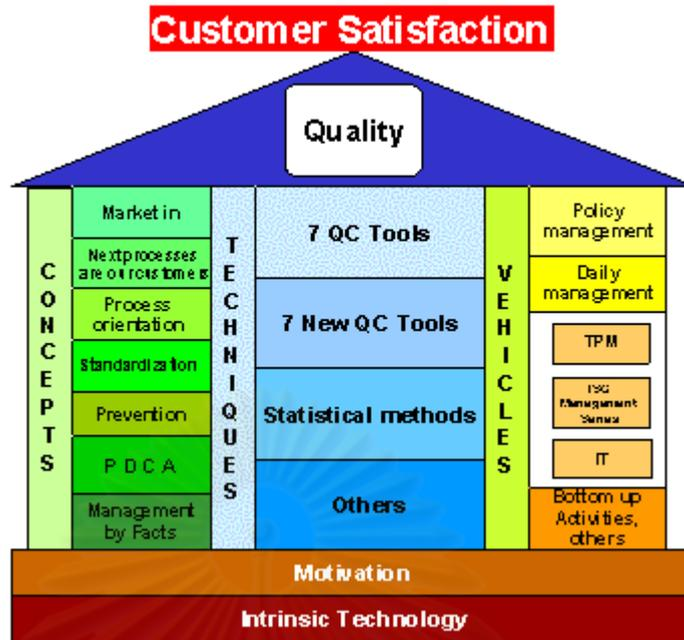 Customer Satisfaction
Quality
CONCEPTS
Market in
Next processes
are our customers
Process
orientation
Standardization
Prevention
P D C A
Management
by Facts
TECHNIQUES
7 QC Tools
7 New QC Tools
Statistical methods
Others
VEHICLES
Policy
management
Daily
management
TPM
Management
Series
IT
Bottom up
Activities,
others
Motivation
Intrinsic Technology